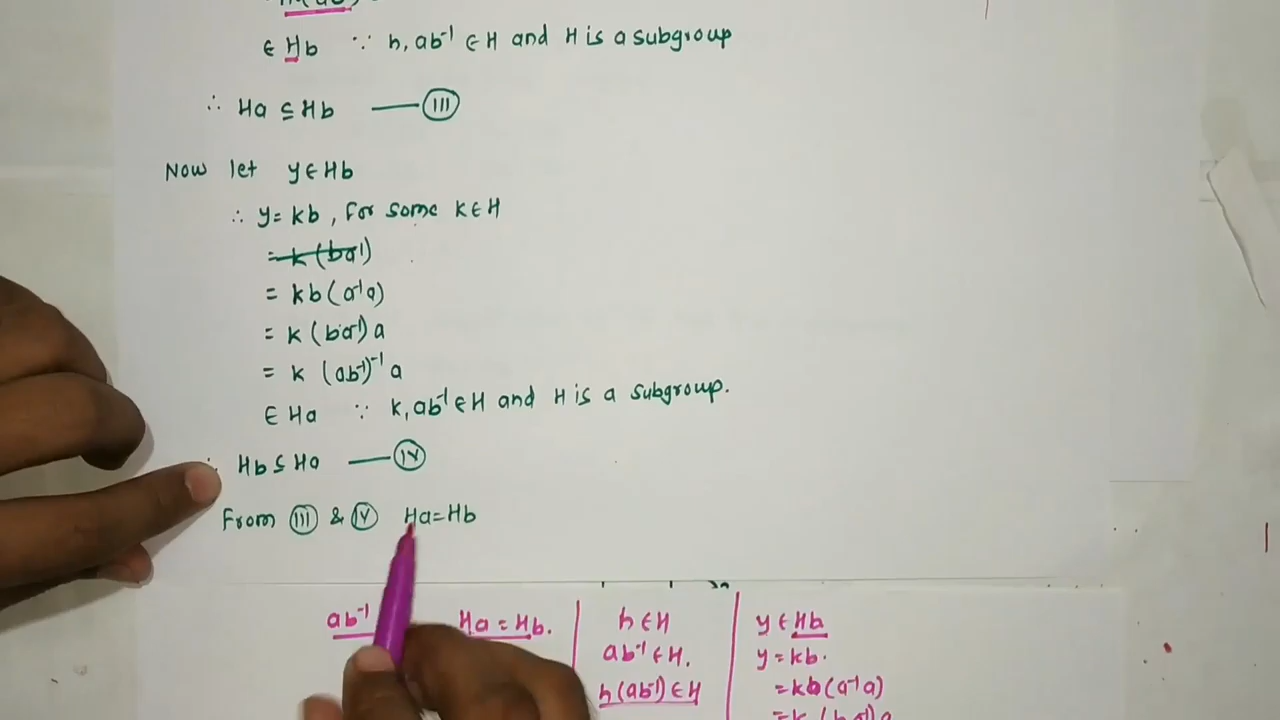 ∈ Hb ∵ h, ab⁻¹ ∈ H and H is a subgroup
∴ Ha ⊆ Hb — III
Now let y ∈ Hb
∴ y = kb, for some k ∈ H
= k (ba⁻¹)
= kb (a⁻¹a)
= k (ba⁻¹) a
= k (ab⁻¹)⁻¹ a
∈ Ha ∵ k, ab⁻¹ ∈ H and H is a subgroup.
Hb ⊆ Ha — IV
From III & IV Ha = Hb
ab⁻¹ Ha = Hb.
h ∈ H
ab⁻¹ ∈ H.
h(ab⁻¹) ∈ H
y ∈ Hb
y = kb.
= kb (a⁻¹a)